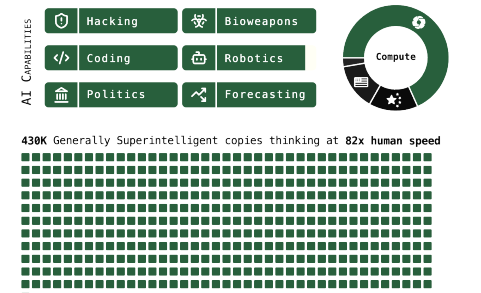 AI CAPABILITIES
Hacking
Bioweapons
Coding
Robotics
Politics
Forecasting
Compute
430K Generally Superintelligent copies thinking at 82x human speed